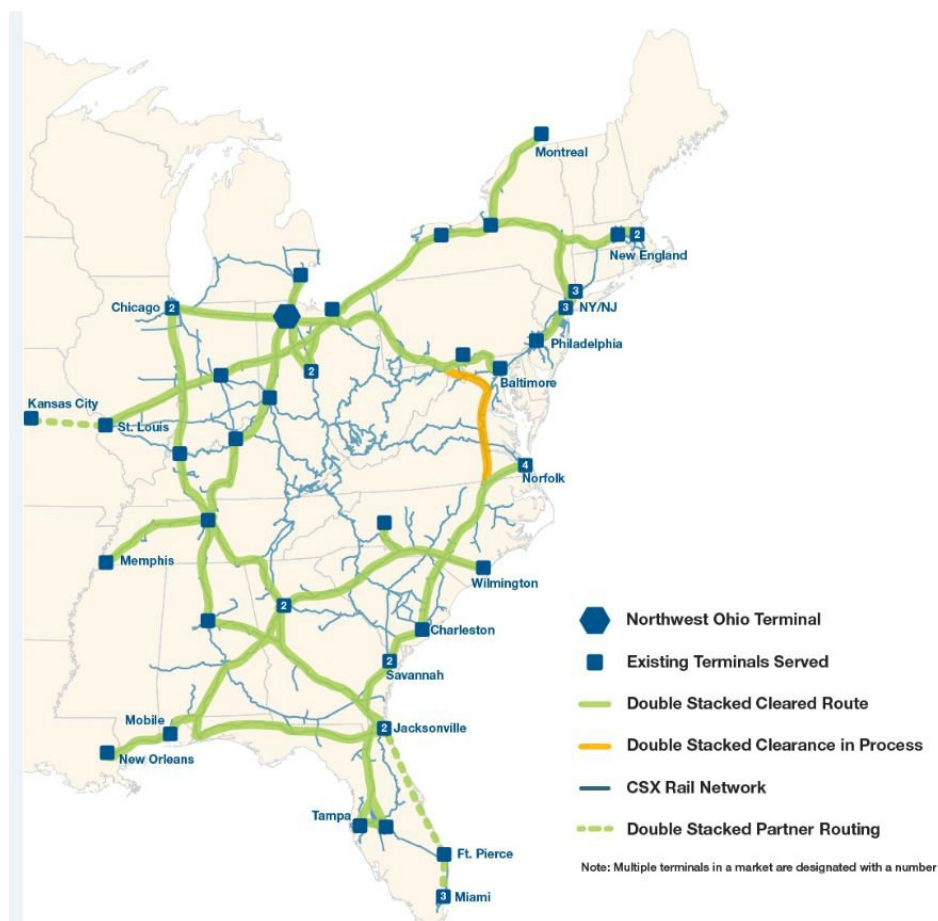 Montreal
2
New England
3
Chicago
2
3
NY/NJ
Philadelphia
2
Baltimore
Kansas City
St. Louis
4
Norfolk
Memphis
Wilmington
2
Charleston
2
Savannah
Mobile
2
Jacksonville
New Orleans
Tampa
Ft. Pierce
3
Miami
Northwest Ohio Terminal
Existing Terminals Served
Double Stacked Cleared Route
Double Stacked Clearance in Process
CSX Rail Network
Double Stacked Partner Routing
Note: Multiple terminals in a market are designated with a number